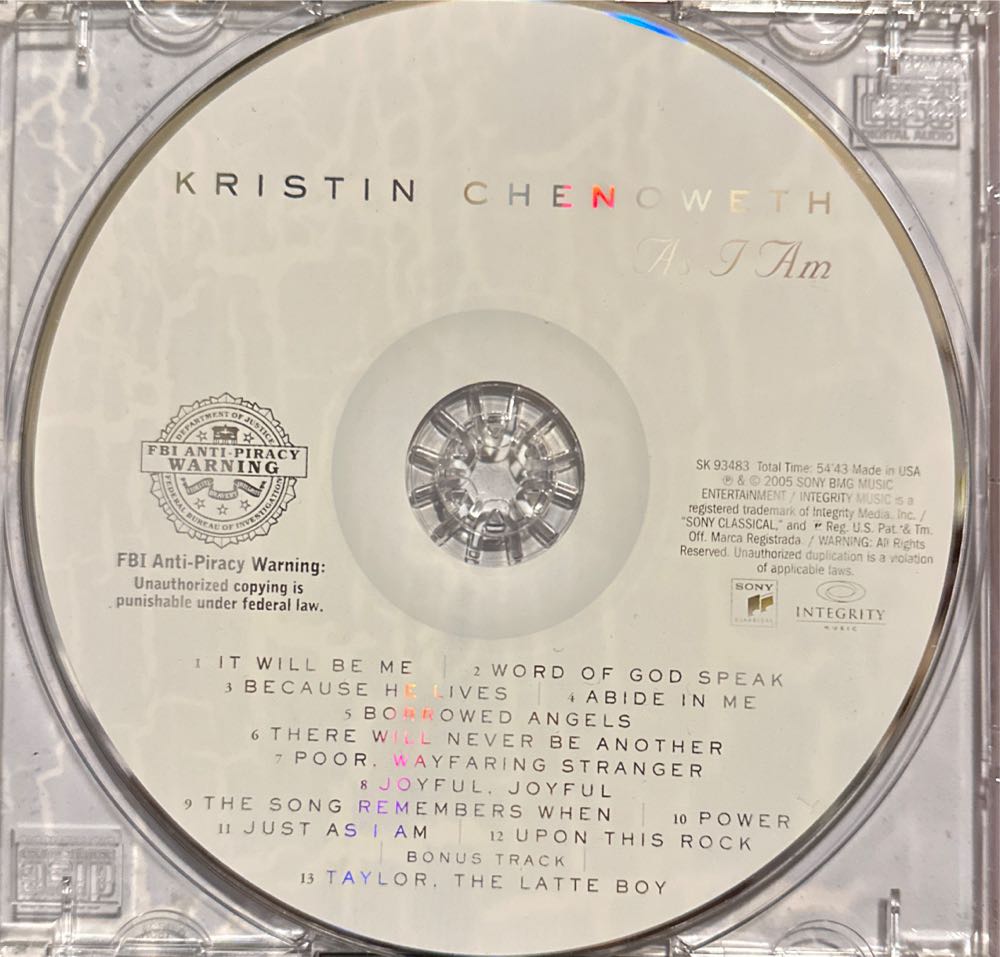 KRISTIN CHENOWETH
As I Am
DIGITAL AUDIO
DEPARTMENT OF JUSTICE
FBI ANTI-PIRACY
WARNING
FIDELITY BRAVERY INTEGRITY
FEDERAL BUREAU OF INVESTIGATION
FBI Anti-Piracy Warning:
Unauthorized copying is
punishable under federal law.
SK 93483 Total Time: 54'43 Made in USA
℗ & © 2005 SONY BMG MUSIC
ENTERTAINMENT / INTEGRITY MUSIC is a
registered trademark of Integrity Media, Inc. /
"SONY CLASSICAL," and Reg. U.S. Pat. & Tm.
Off. Marca Registrada. / WARNING: All Rights
Reserved. Unauthorized duplication is a violation
of applicable laws.
SONY
CLASSICAL
INTEGRITY
MUSIC
1 IT WILL BE ME | 2 WORD OF GOD SPEAK
3 BECAUSE HE LIVES | 4 ABIDE IN ME
5 BORROWED ANGELS
6 THERE WILL NEVER BE ANOTHER
7 POOR, WAYFARING STRANGER
8 JOYFUL, JOYFUL
9 THE SONG REMEMBERS WHEN | 10 POWER
11 JUST AS I AM | 12 UPON THIS ROCK
| BONUS TRACK |
13 TAYLOR, THE LATTE BOY